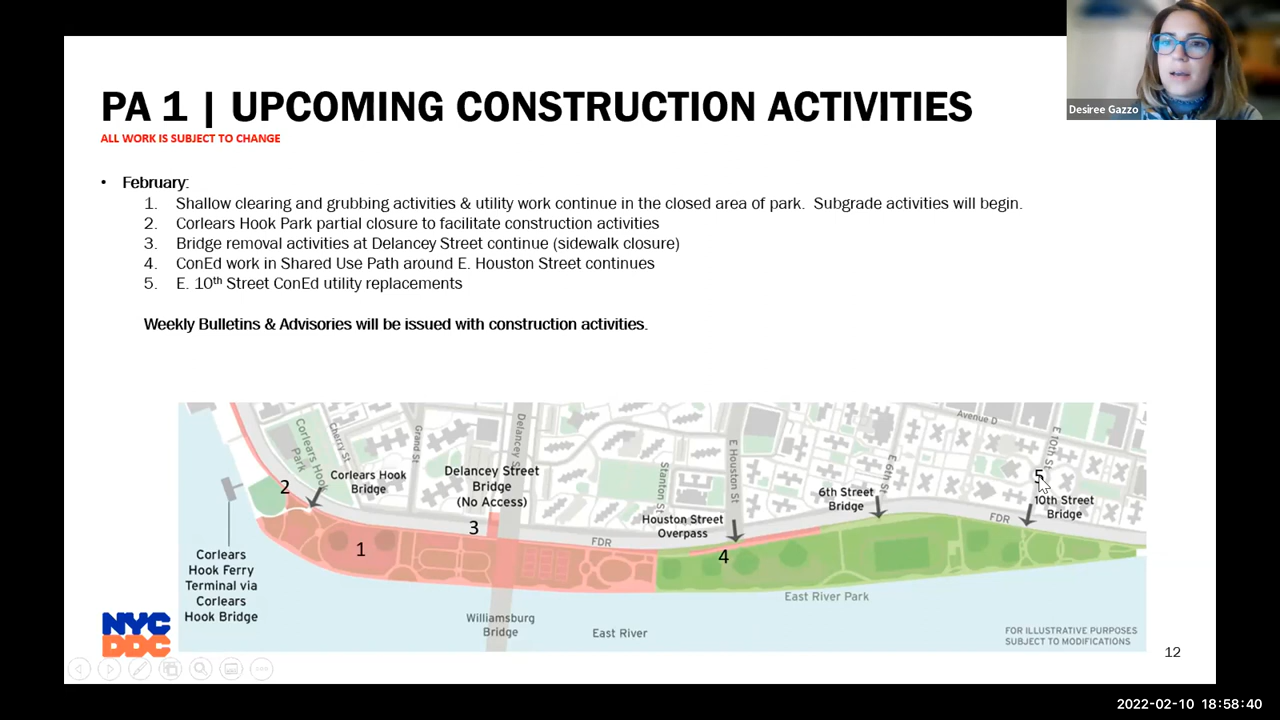 Desiree Gazzo
PA 1 | UPCOMING CONSTRUCTION ACTIVITIES
ALL WORK IS SUBJECT TO CHANGE
• February:
1. Shallow clearing and grubbing activities & utility work continue in the closed area of park. Subgrade activities will begin.
2. Corlears Hook Park partial closure to facilitate construction activities
3. Bridge removal activities at Delancey Street continue (sidewalk closure)
4. ConEd work in Shared Use Path around E. Houston Street continues
5. E. 10th Street ConEd utility replacements
Weekly Bulletins & Advisories will be issued with construction activities.
Corlears Hook
Park
Cherry St
Grand St
Delancey St
Stanton St
E Houston St
E 6th St
Avenue D
E 10th St
Corlears Hook
Bridge
Delancey Street
Bridge
(No Access)
Houston Street
Overpass
6th Street
Bridge
10th Street
Bridge
2
3
1
4
5
FDR
FDR
Corlears
Hook Ferry
Terminal via
Corlears
Hook Bridge
Williamsburg
Bridge
East River
East River Park
FOR ILLUSTRATIVE PURPOSES
SUBJECT TO MODIFICATIONS
NYC
DDC
12
2022-02-10 18:58:40